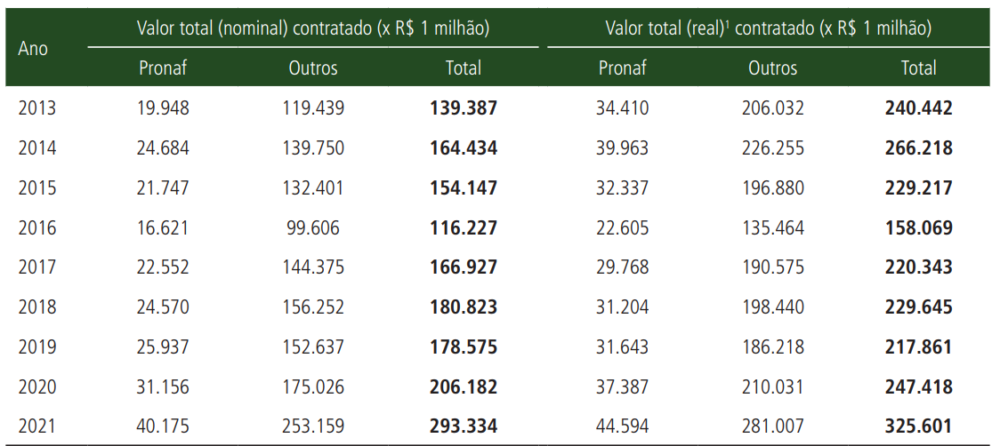 Ano Valor total (nominal) contratado (x R$ 1 milhão) Valor total (real)¹ contratado (x R$ 1 milhão)
Pronaf Outros Total Pronaf Outros Total
2013 19.948 119.439 139.387 34.410 206.032 240.442
2014 24.684 139.750 164.434 39.963 226.255 266.218
2015 21.747 132.401 154.147 32.337 196.880 229.217
2016 16.621 99.606 116.227 22.605 135.464 158.069
2017 22.552 144.375 166.927 29.768 190.575 220.343
2018 24.570 156.252 180.823 31.204 198.440 229.645
2019 25.937 152.637 178.575 31.643 186.218 217.861
2020 31.156 175.026 206.182 37.387 210.031 247.418
2021 40.175 253.159 293.334 44.594 281.007 325.601